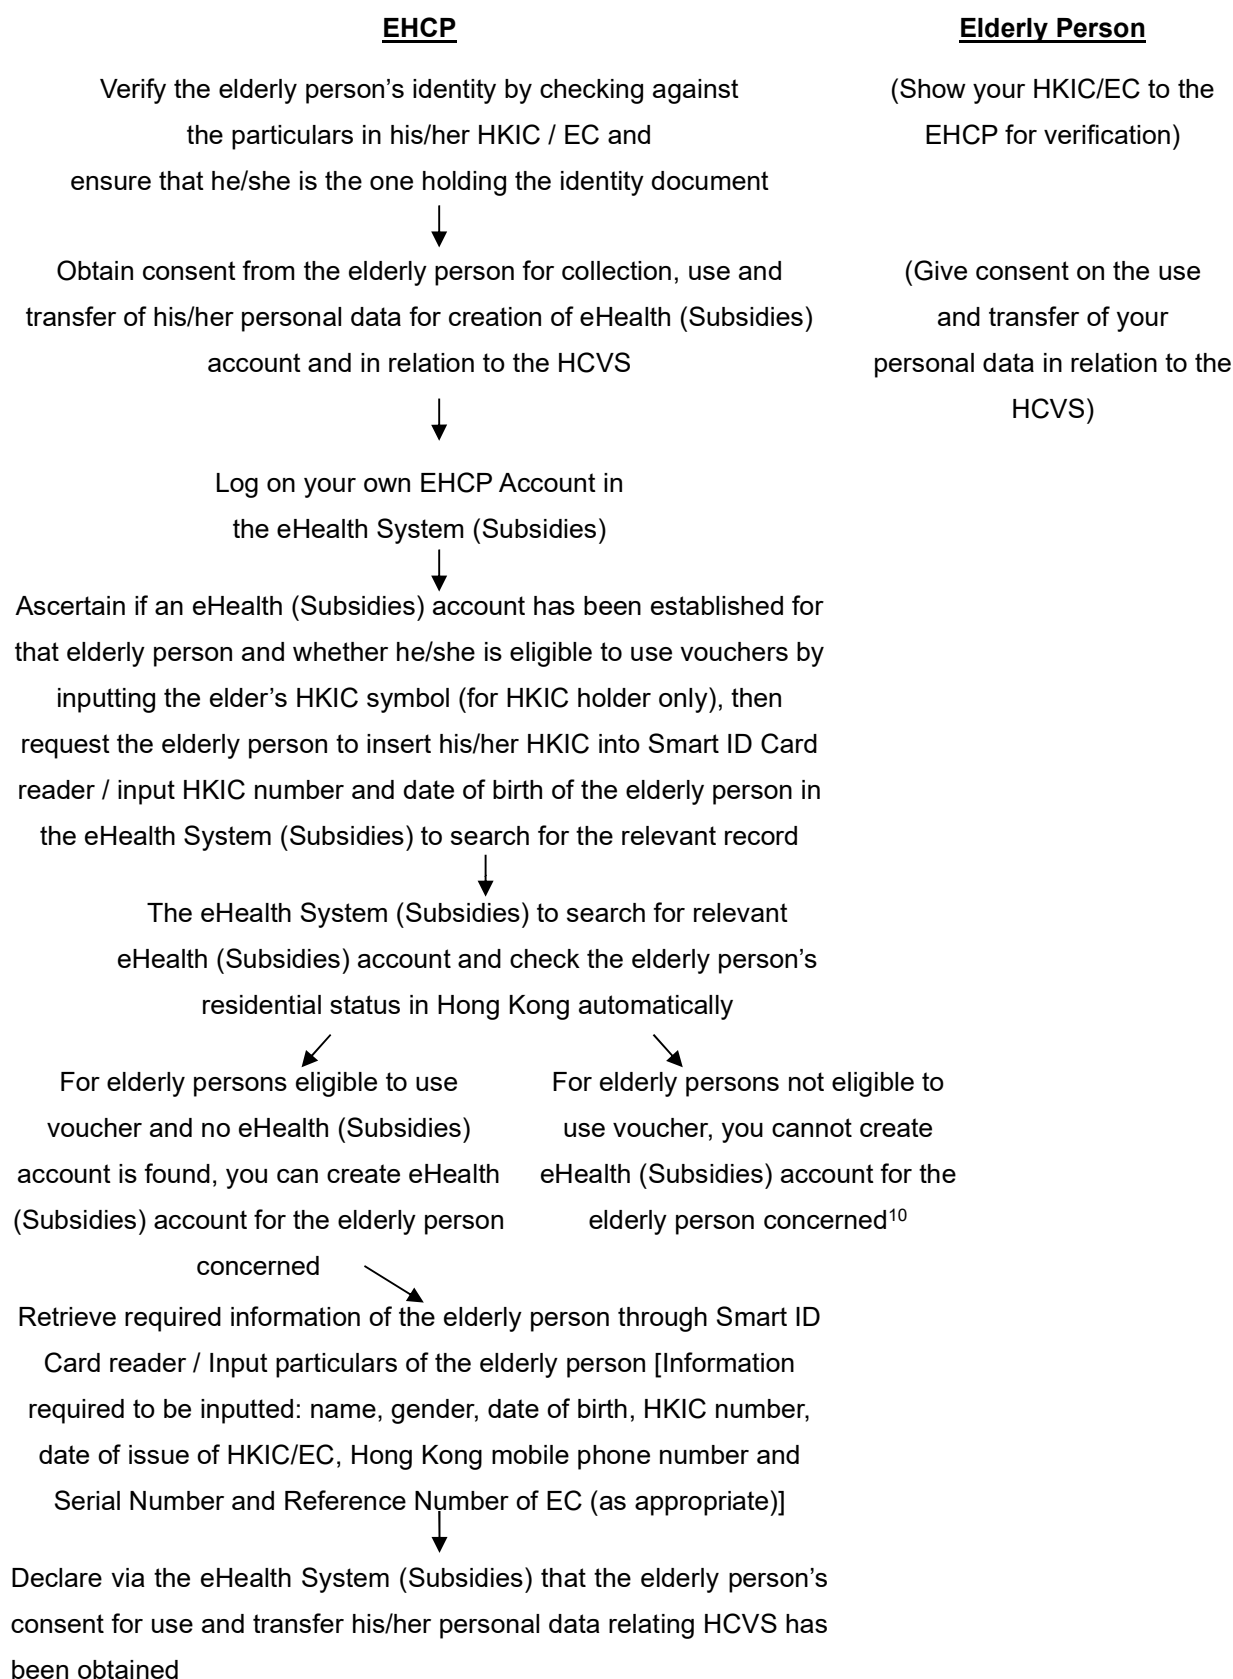 EHCP
Elderly Person
Verify the elderly person's identity by checking against
the particulars in his/her HKIC / EC and
ensure that he/she is the one holding the identity document
(Show your HKIC/EC to the
EHCP for verification)
Obtain consent from the elderly person for collection, use and
transfer of his/her personal data for creation of eHealth (Subsidies)
account and in relation to the HCVS
(Give consent on the use
and transfer of your
personal data in relation to the
HCVS)
Log on your own EHCP Account in
the eHealth System (Subsidies)
Ascertain if an eHealth (Subsidies) account has been established for
that elderly person and whether he/she is eligible to use vouchers by
inputting the elder's HKIC symbol (for HKIC holder only), then
request the elderly person to insert his/her HKIC into Smart ID Card
reader / input HKIC number and date of birth of the elderly person in
the eHealth System (Subsidies) to search for the relevant record
The eHealth System (Subsidies) to search for relevant
eHealth (Subsidies) account and check the elderly person's
residential status in Hong Kong automatically
For elderly persons eligible to use
voucher and no eHealth (Subsidies)
account is found, you can create eHealth
(Subsidies) account for the elderly person
concerned
For elderly persons not eligible to
use voucher, you cannot create
eHealth (Subsidies) account for the
elderly person concerned10
Retrieve required information of the elderly person through Smart ID
Card reader / Input particulars of the elderly person [Information
required to be inputted: name, gender, date of birth, HKIC number,
date of issue of HKIC/EC, Hong Kong mobile phone number and
Serial Number and Reference Number of EC (as appropriate)]
Declare via the eHealth System (Subsidies) that the elderly person's
consent for use and transfer his/her personal data relating HCVS has
been obtained